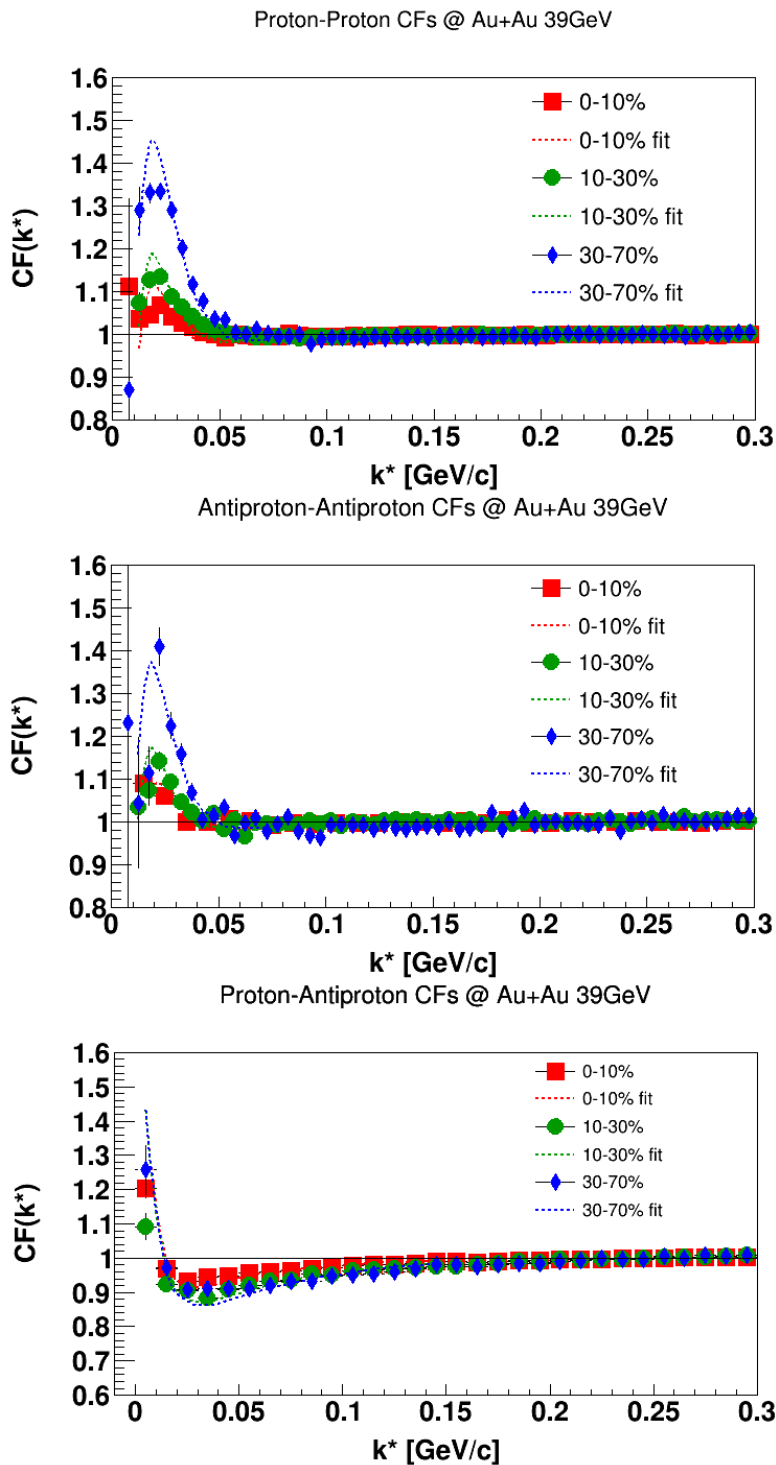 Proton-Proton CFs @ Au+Au 39GeV
CF(k*)
1.6
1.5
1.4
1.3
1.2
1.1
1
0.9
0.8
0-10%
0-10% fit
10-30%
10-30% fit
30-70%
30-70% fit
0 0.05 0.1 0.15 0.2 0.25 0.3
k* [GeV/c]
Antiproton-Antiproton CFs @ Au+Au 39GeV
CF(k*)
1.6
1.5
1.4
1.3
1.2
1.1
1
0.9
0.8
0-10%
0-10% fit
10-30%
10-30% fit
30-70%
30-70% fit
0 0.05 0.1 0.15 0.2 0.25 0.3
k* [GeV/c]
Proton-Antiproton CFs @ Au+Au 39GeV
CF(k*)
1.6
1.5
1.4
1.3
1.2
1.1
1
0.9
0.8
0.7
0.6
0-10%
0-10% fit
10-30%
10-30% fit
30-70%
30-70% fit
0 0.05 0.1 0.15 0.2 0.25 0.3
k* [GeV/c]